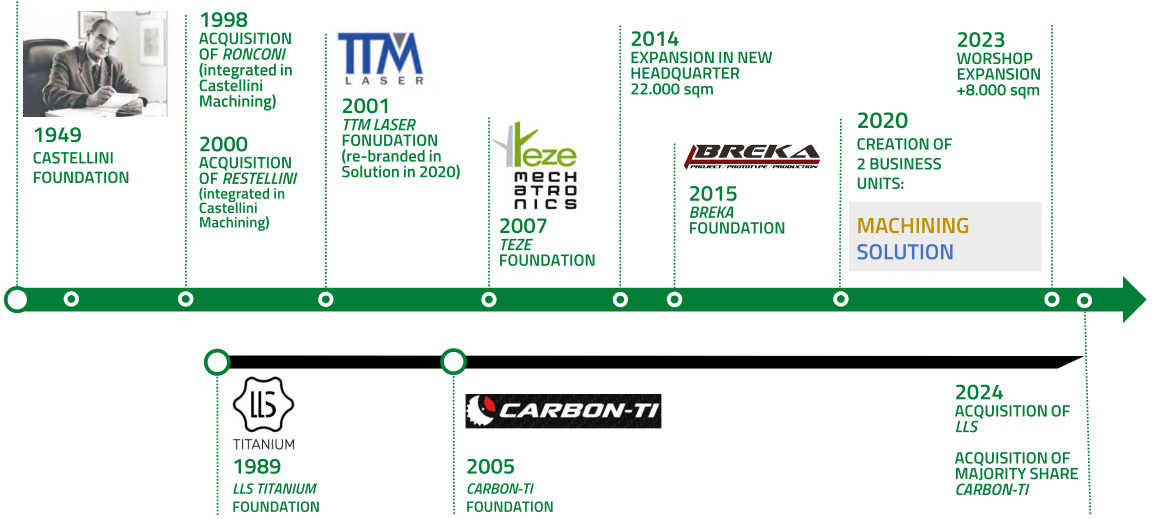 1949
CASTELLINI
FOUNDATION
1998
ACQUISITION
OF RONCONI
(integrated in
Castellini
Machining)
2000
ACQUISITION
OF RESTELLINI
(integrated in
Castellini
Machining)
TTM
LASER
2001
TTM LASER
FONUDATION
(re-branded in
Solution in 2020)
Teze
MECH
ATRO
NICS
2007
TEZE
FOUNDATION
2014
EXPANSION IN NEW
HEADQUARTER
22.000 sqm
BREKA
PROJECT / PROTOTYPE / PRODUCTION
2015
BREKA
FOUNDATION
2020
CREATION OF
2 BUSINESS
UNITS:
MACHINING
SOLUTION
2023
WORSHOP
EXPANSION
+8.000 sqm
LLS
TITANIUM
1989
LLS TITANIUM
FOUNDATION
CARBON-TI
2005
CARBON-TI
FOUNDATION
2024
ACQUISITION OF
LLS
ACQUISITION OF
MAJORITY SHARE
CARBON-TI